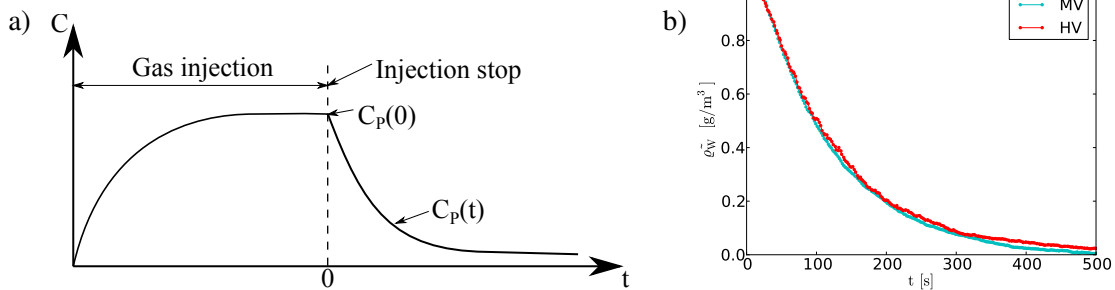 a)
C
Gas injection
Injection stop
C_P(0)
C_P(t)
0
t
b)
MV
HV
0.8
0.6
0.4
0.2
0.0
0
100
200
300
400
500
ϱ̃_W [g/m³]
t [s]